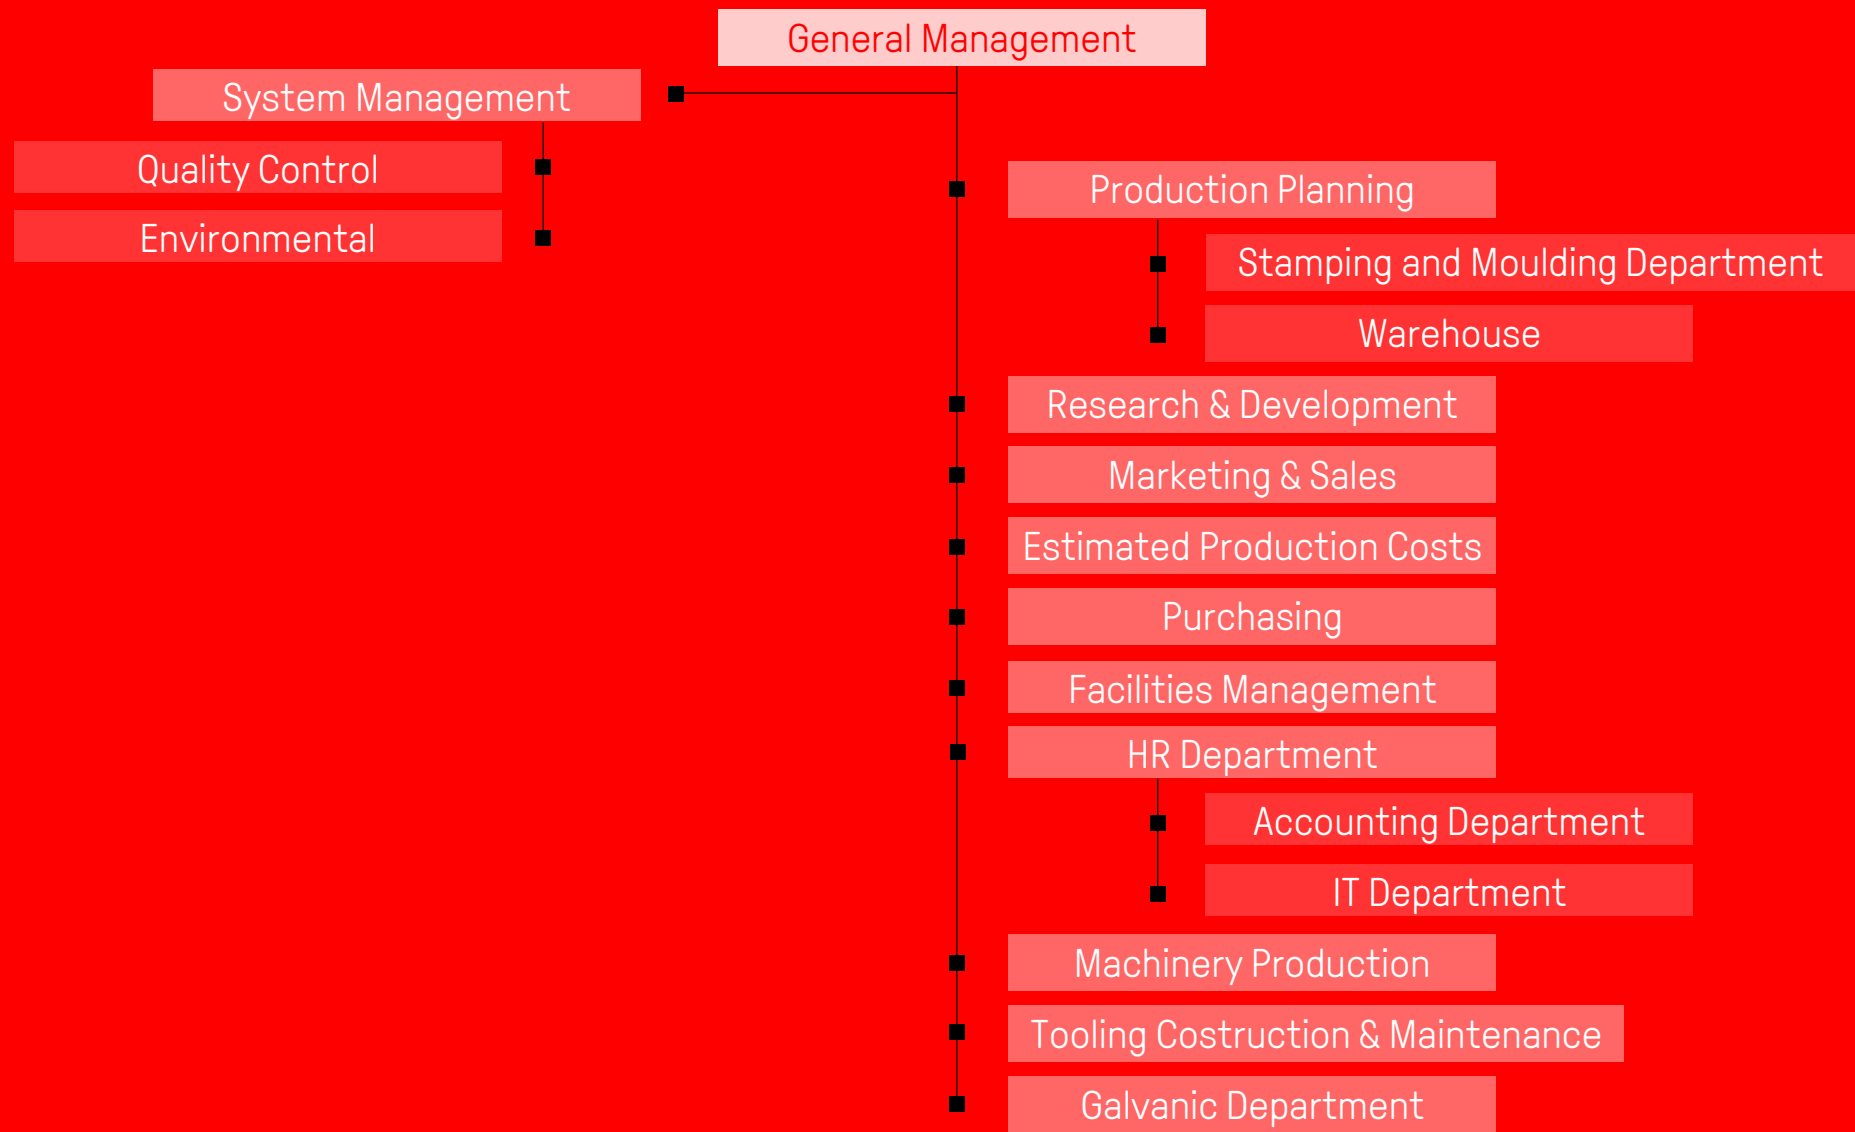 General Management
System Management
Quality Control
Environmental
Production Planning
Stamping and Moulding Department
Warehouse
Research & Development
Marketing & Sales
Estimated Production Costs
Purchasing
Facilities Management
HR Department
Accounting Department
IT Department
Machinery Production
Tooling Costruction & Maintenance
Galvanic Department